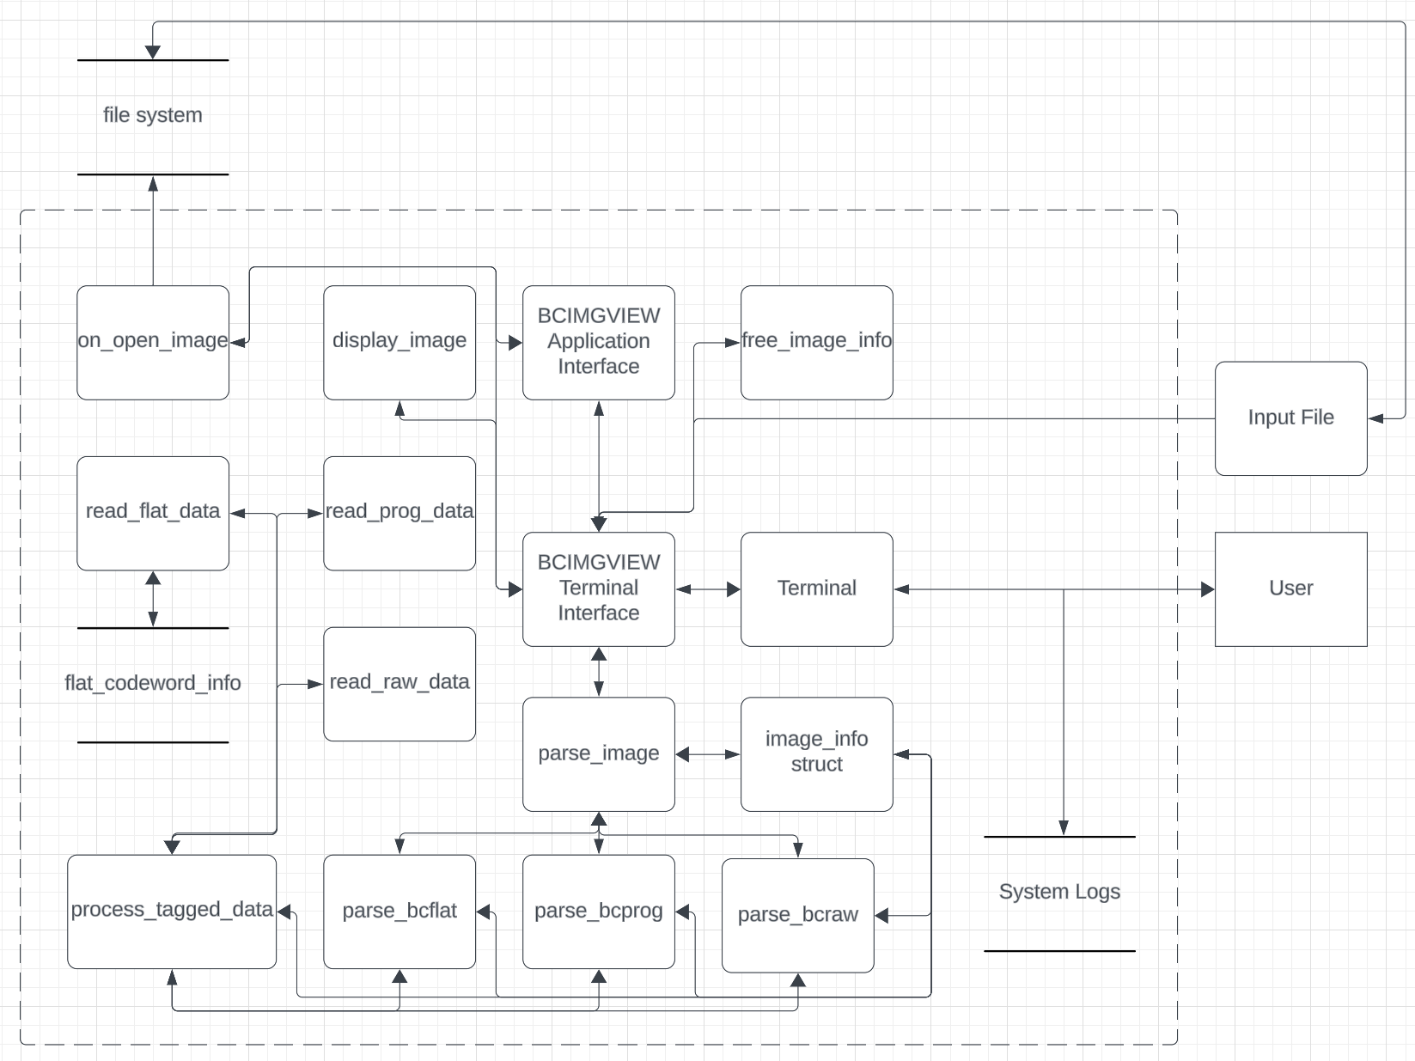 file system
on_open_image
display_image
BCIMGVIEW
Application
Interface
free_image_info
Input File
read_flat_data
read_prog_data
BCIMGVIEW
Terminal
Interface
Terminal
User
flat_codeword_info
read_raw_data
parse_image
image_info
struct
process_tagged_data
parse_bcflat
parse_bcprog
parse_bcraw
System Logs